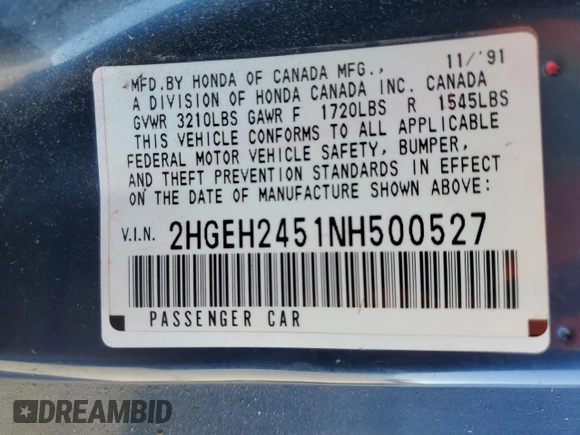 MFD.BY HONDA OF CANADA MFG., 11/'91
A DIVISION OF HONDA CANADA INC. CANADA
GVWR 3210LBS GAWR F 1720LBS R 1545LBS
THIS VEHICLE CONFORMS TO ALL APPLICABLE
FEDERAL MOTOR VEHICLE SAFETY, BUMPER,
AND THEFT PREVENTION STANDARDS IN EFFECT
ON THE DATE OF MANUFACTURE SHOWN ABOVE:
V.I.N. 2HGEH2451NH500527
PASSENGER CAR
DREAMBID